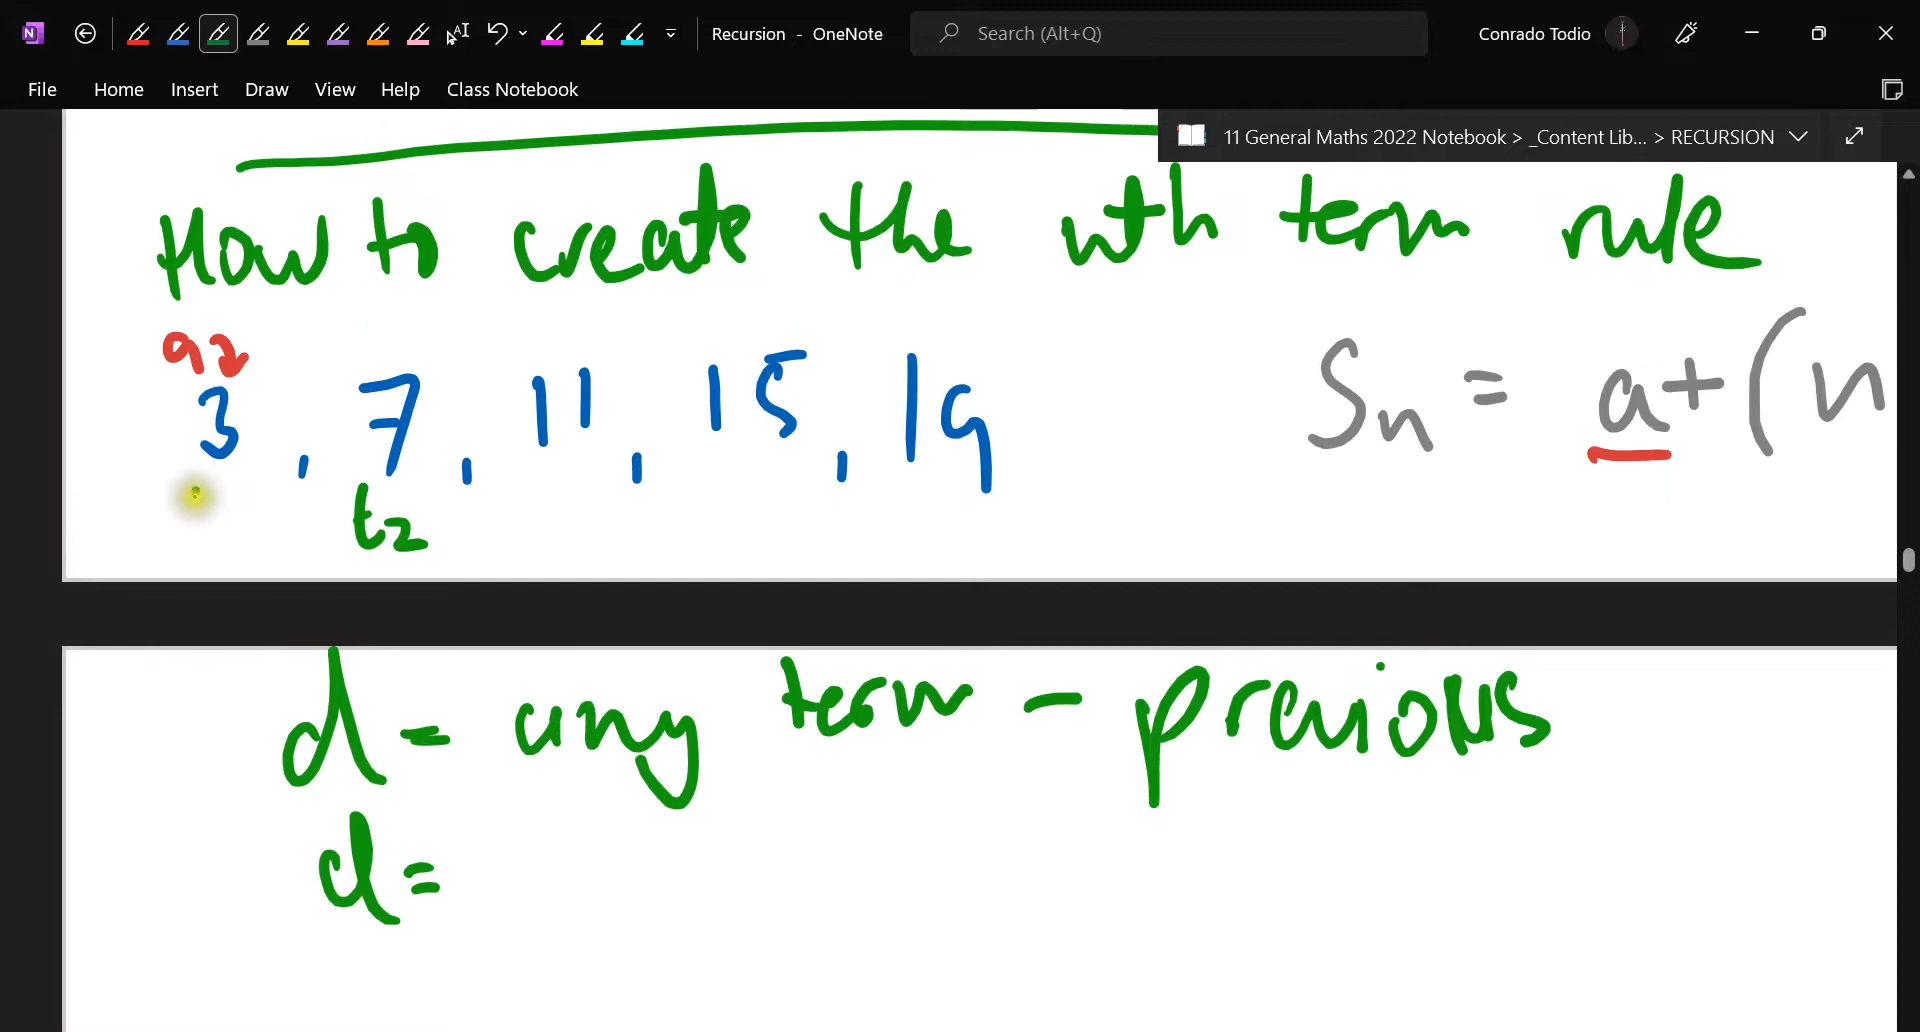 Recursion - OneNote
Search (Alt+Q)
Conrado Todio
File Home Insert Draw View Help Class Notebook
11 General Maths 2022 Notebook > _Content Lib... > RECURSION
How to create the nth term rule
a
3, 7, 11, 15, 19
Sn = a+(n
t2
d = any term - previous
d=